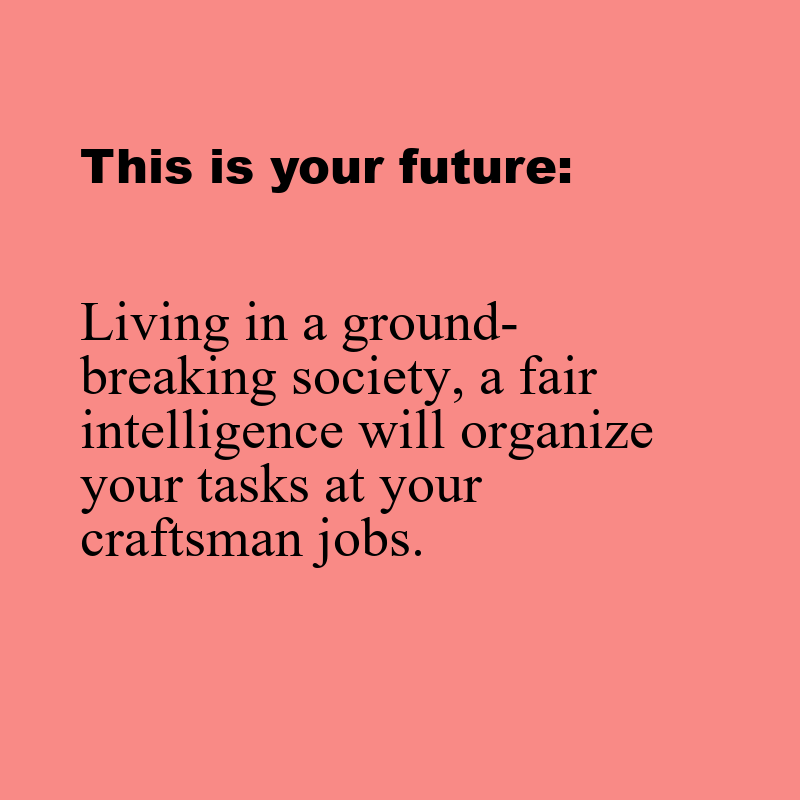 This is your future:
Living in a ground-
breaking society, a fair
intelligence will organize
your tasks at your
craftsman jobs.